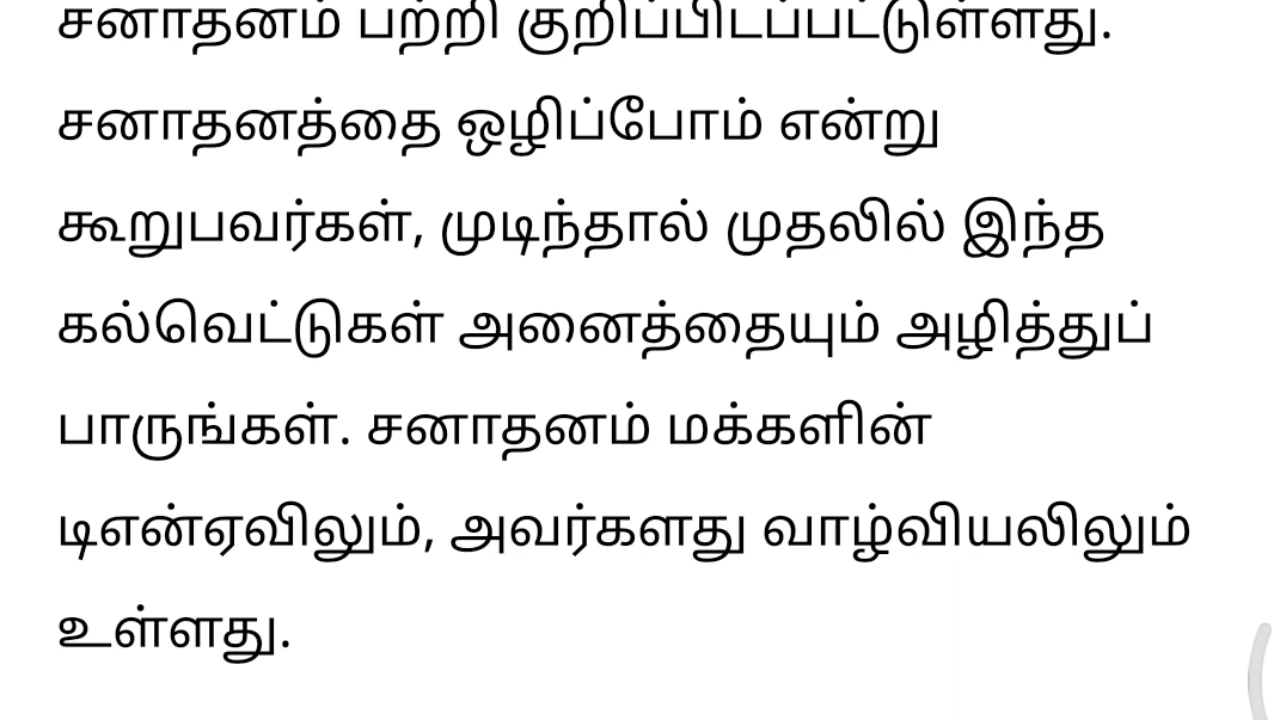 சனாதனம் பற்றி குறிப்பிடப்பட்டுள்ளது.
சனாதனத்தை ஒழிப்போம் என்று
கூறுபவர்கள், முடிந்தால் முதலில் இந்த
கல்வெட்டுகள் அனைத்தையும் அழித்துப்
பாருங்கள். சனாதனம் மக்களின்
டிஎன்ஏவிலும், அவர்களது வாழ்வியலிலும்
உள்ளது.